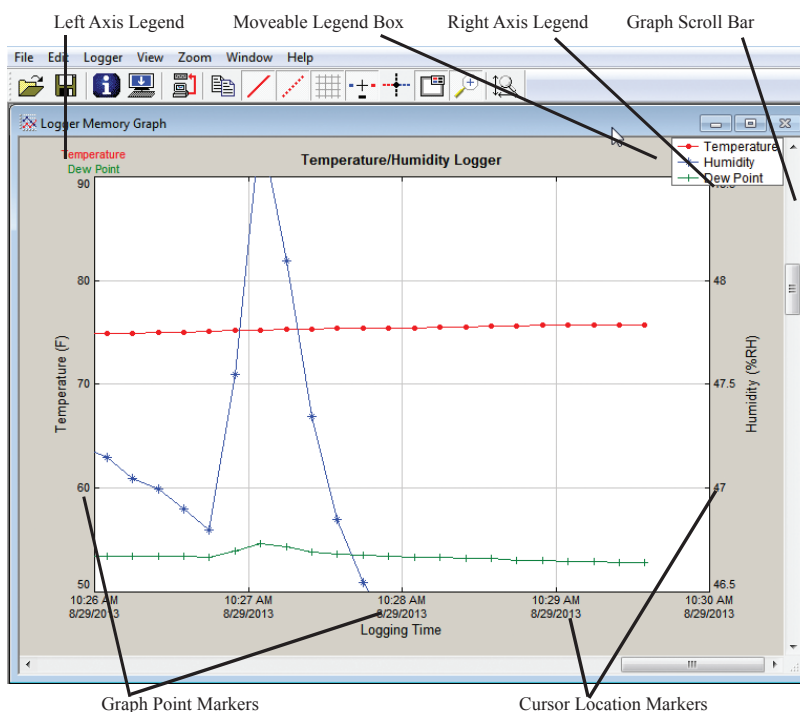 Left Axis Legend Moveable Legend Box Right Axis Legend Graph Scroll Bar
File Edit Logger View Zoom Window Help
Logger Memory Graph
Temperature
Dew Point
Temperature/Humidity Logger
Temperature
Humidity
Dew Point
90
80
70
60
50
Temperature (F)
48
47.5
47
46.5
Humidity (%RH)
10:26 AM 10:27 AM 10:28 AM 10:29 AM 10:30 AM
8/29/2013 8/29/2013 8/29/2013 8/29/2013 8/29/2013
Logging Time
Graph Point Markers Cursor Location Markers